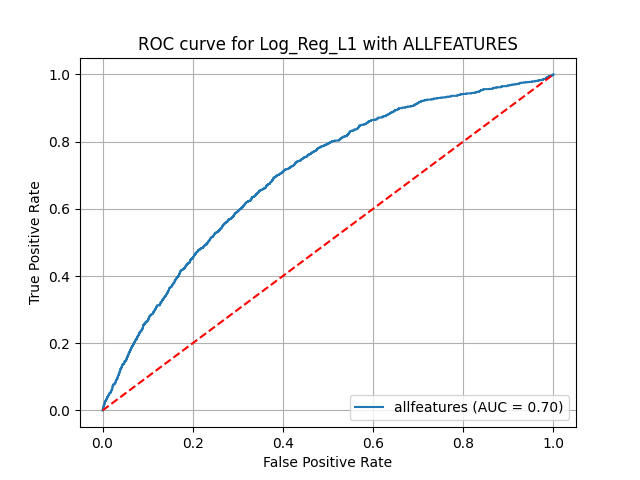 ROC curve for Log_Reg_L1 with ALLFEATURES
1.0
0.8
0.6
0.4
0.2
0.0
True Positive Rate
allfeatures (AUC = 0.70)
0.0 0.2 0.4 0.6 0.8 1.0
False Positive Rate